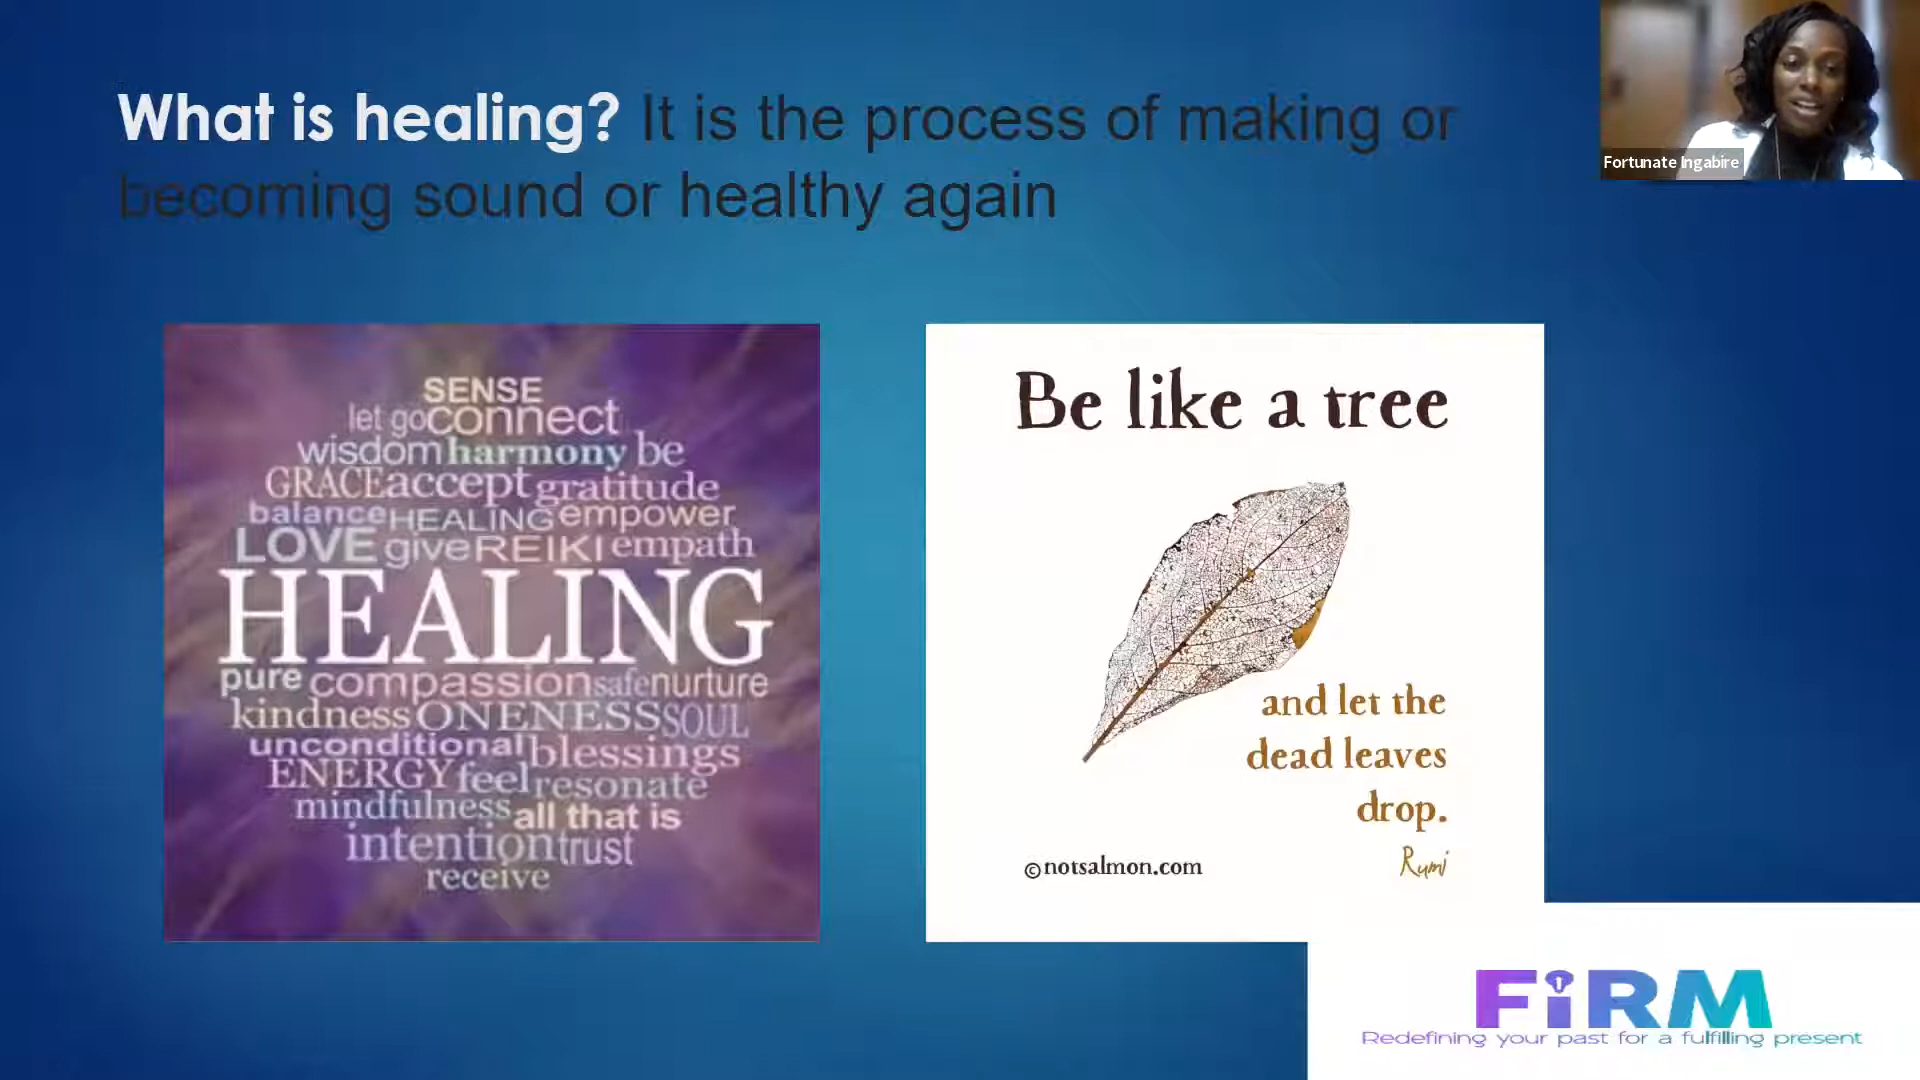 What is healing? It is the process of making or
becoming sound or healthy again
Fortunate Ingabire
SENSE
let go connect
wisdom harmony be
GRACE accept gratitude
balance HEALING empower
LOVE give REIKI empath
HEALING
pure compassion safe nurture
kindness ONENESS SOUL
unconditional blessings
ENERGY feel resonate
mindfulness all that is
intention trust
receive
Be like a tree
and let the
dead leaves
drop.
©notsalmon.com
Rumi
FiRM
Redefining your past for a fulfilling present